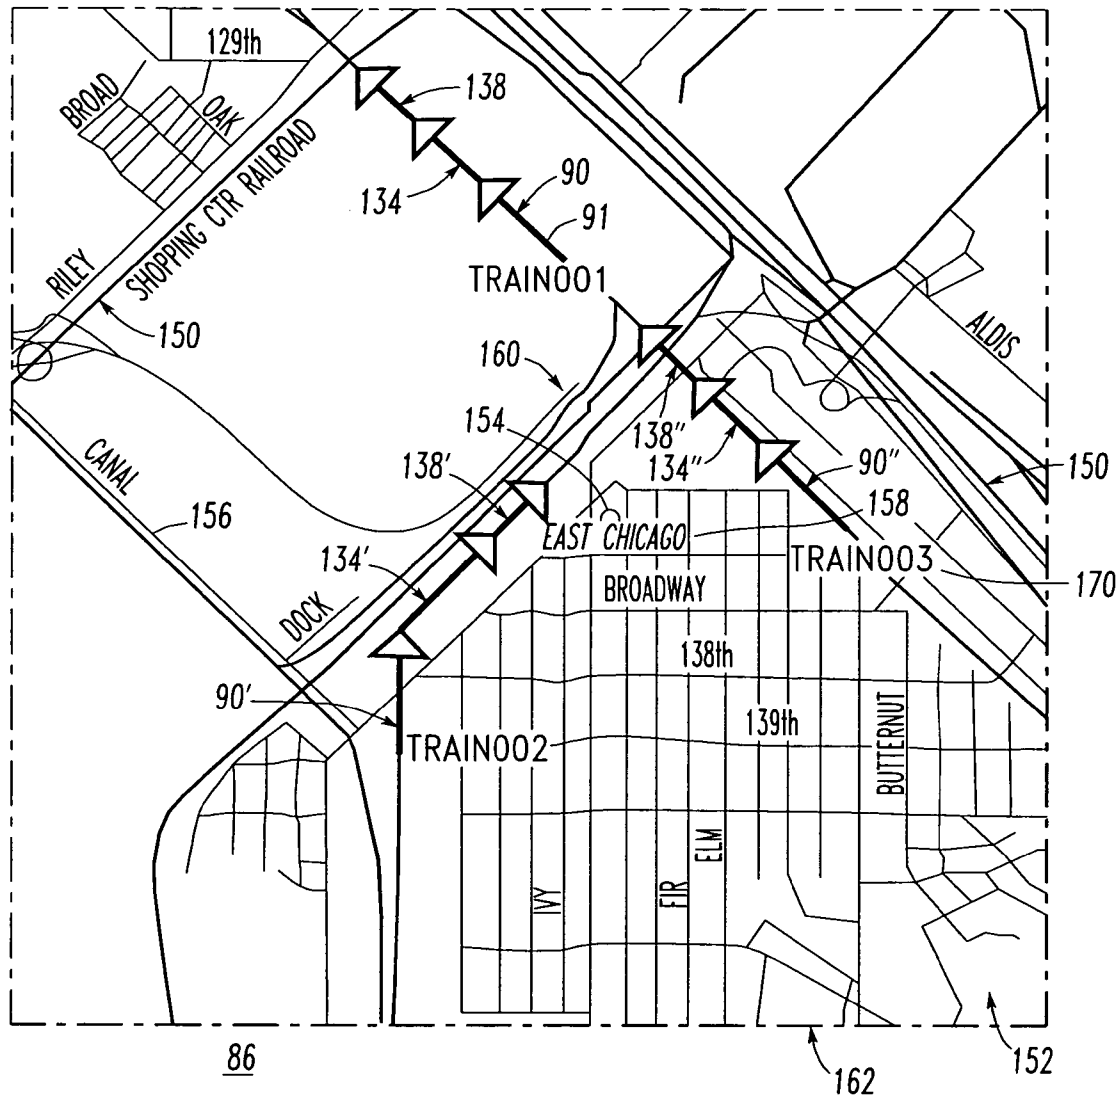 129th
BROAD
OAK
138
134
90
91
RILEY
SHOPPING CTR RAILROAD
TRAIN001
150
160
ALDIS
154
138"
134"
90"
150
CANAL
138'
156
158
EAST CHICAGO
134'
TRAIN003
170
BROADWAY
DOCK
138th
90'
139th
BUTTERNUT
TRAIN002
ELM
FIR
IVY
86
162
152